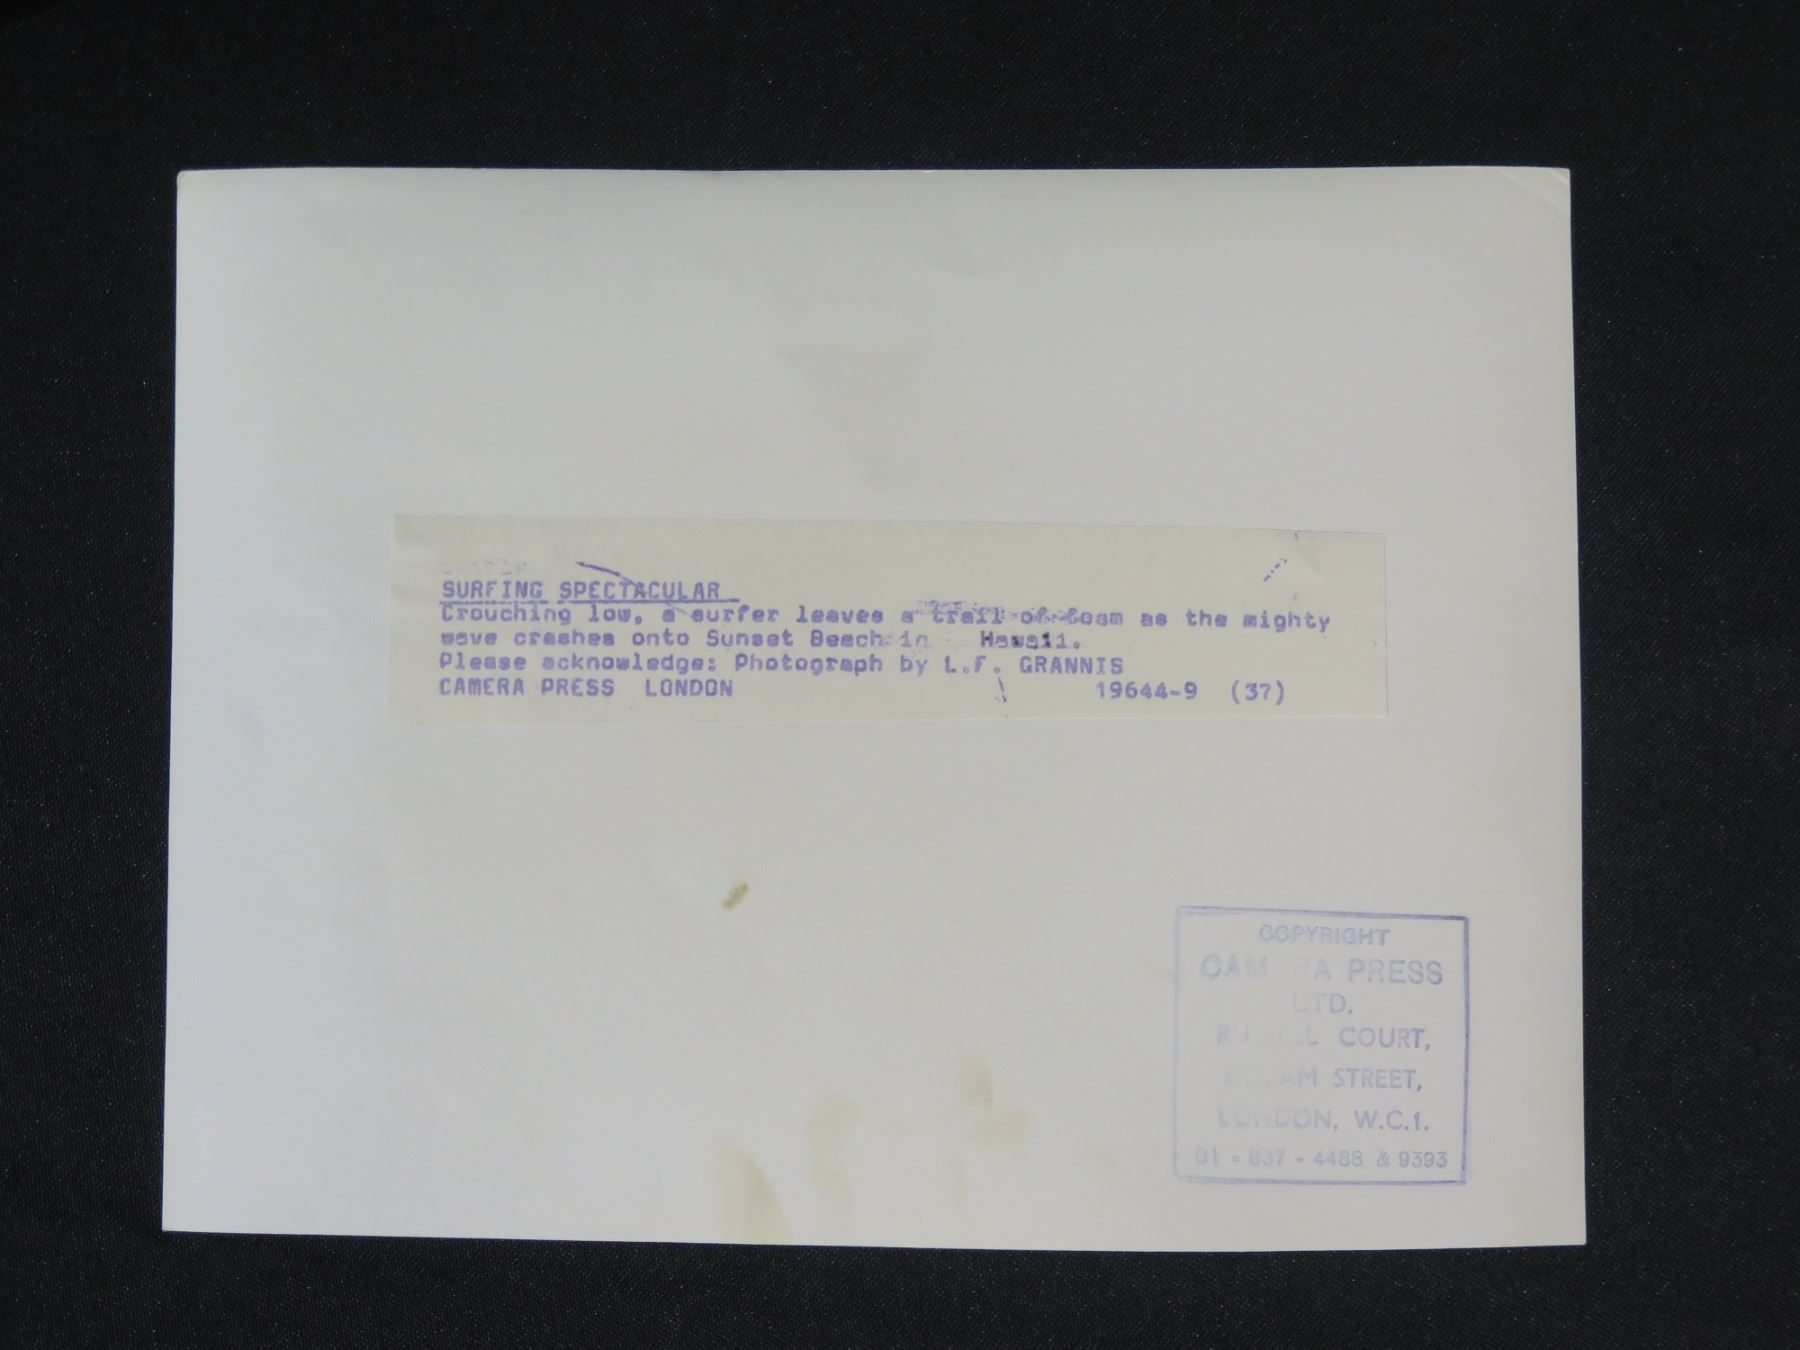 SURFING SPECTACULAR
Crouching low, a surfer leaves a trail of foam as the mighty
wave crashes onto Sunset Beach in Hawaii.
Please acknowledge: Photograph by L.F. GRANNIS
CAMERA PRESS LONDON 19644-9 (37)
COPYRIGHT
CAMERA PRESS
LTD.
COURT,
STREET,
LONDON, W.C.1.
01 - 837 - 4488 & 9393